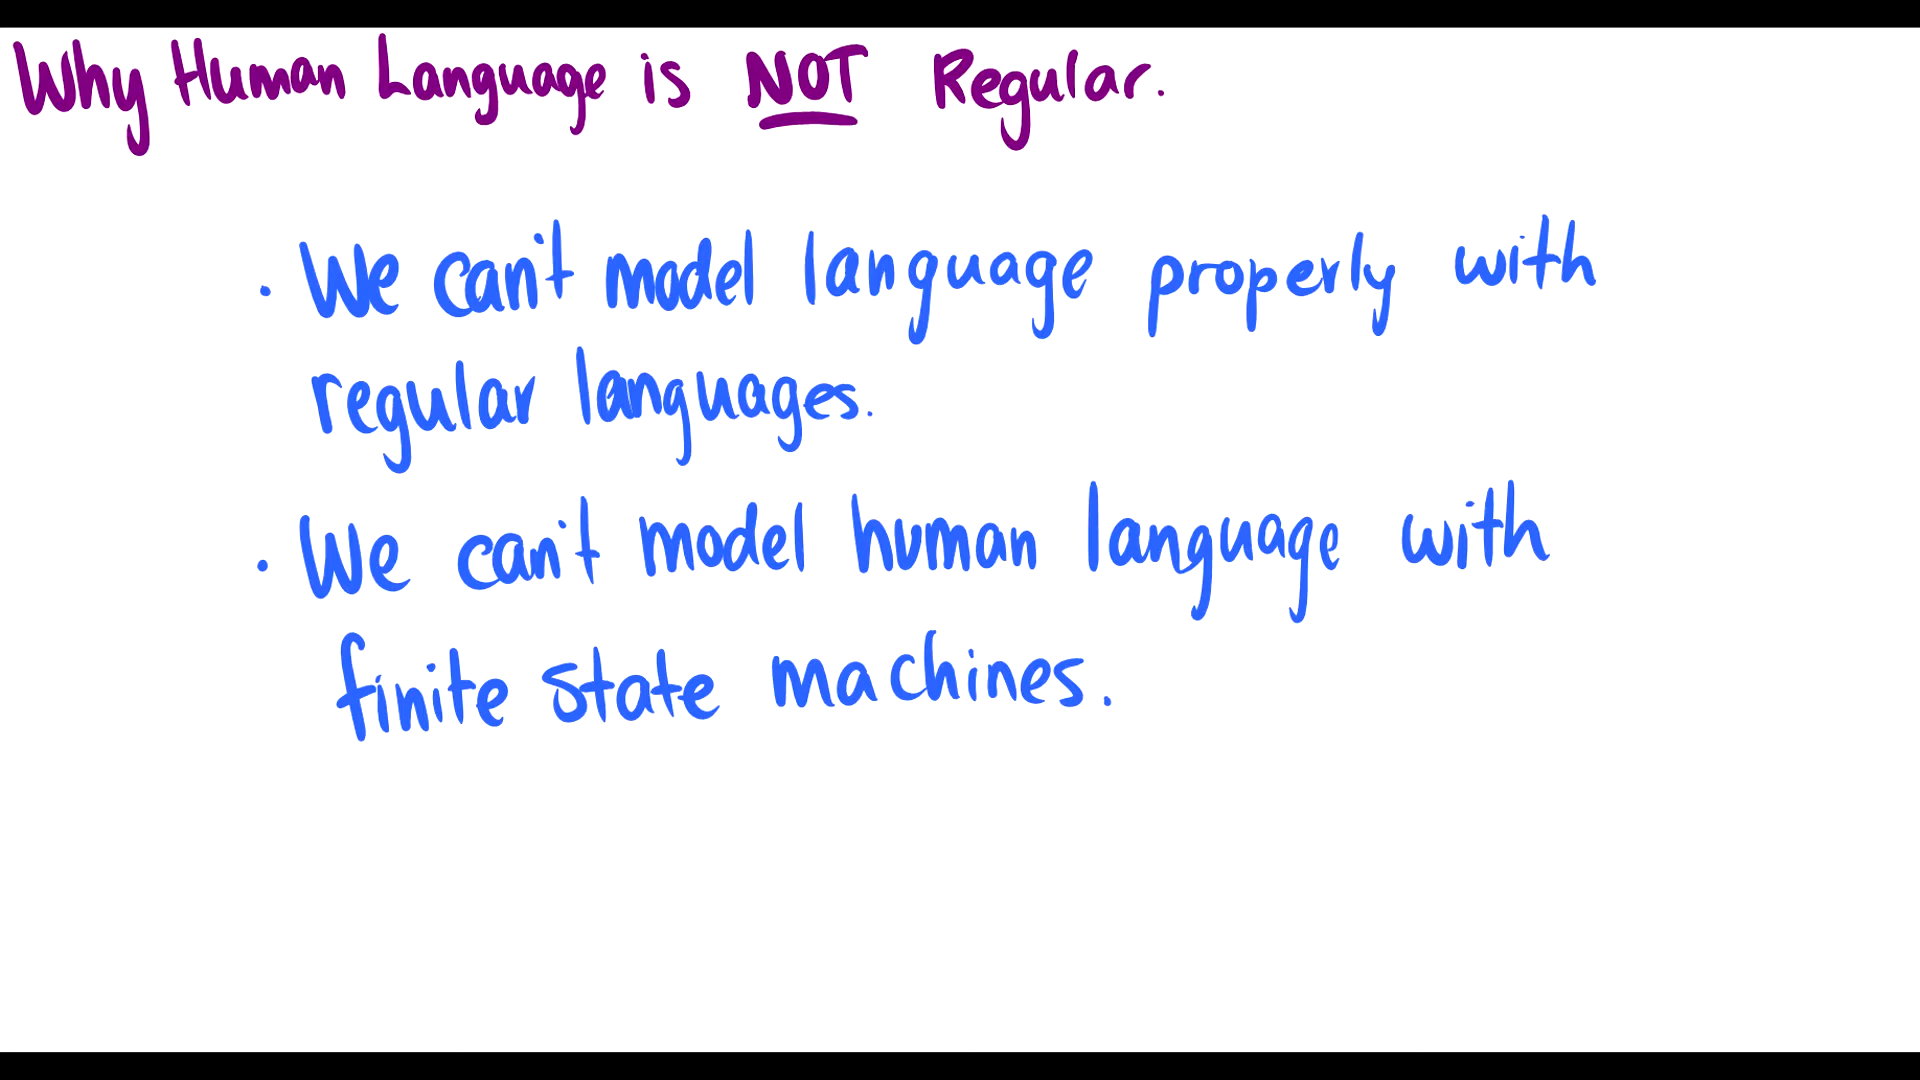 Why Human Language is NOT Regular.
· We can't model language properly with
regular languages.
· We can't model human language with
finite state machines.